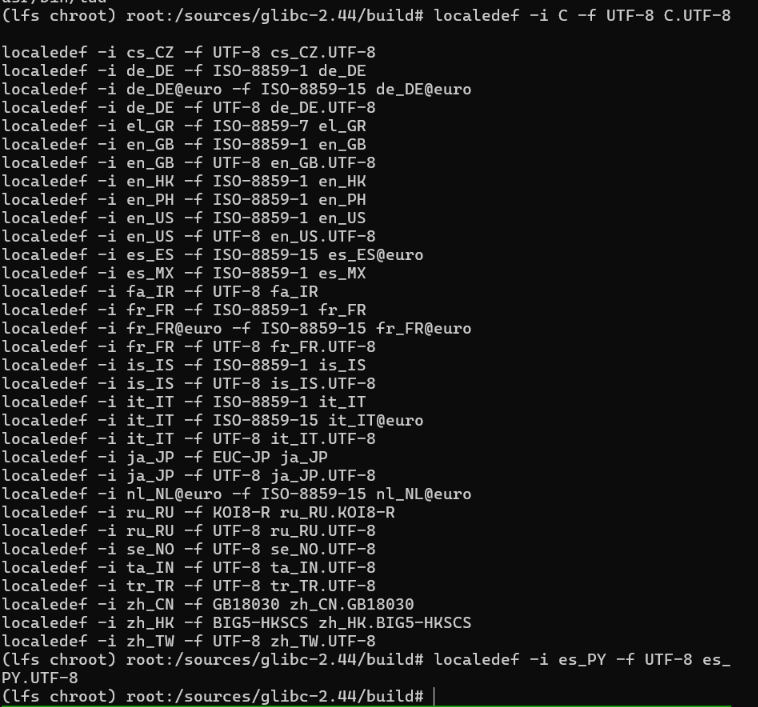 (lfs chroot) root:/sources/glibc-2.44/build# localedef -i C -f UTF-8 C.UTF-8
localedef -i cs_CZ -f UTF-8 cs_CZ.UTF-8
localedef -i de_DE -f ISO-8859-1 de_DE
localedef -i de_DE@euro -f ISO-8859-15 de_DE@euro
localedef -i de_DE -f UTF-8 de_DE.UTF-8
localedef -i el_GR -f ISO-8859-7 el_GR
localedef -i en_GB -f ISO-8859-1 en_GB
localedef -i en_GB -f UTF-8 en_GB.UTF-8
localedef -i en_HK -f ISO-8859-1 en_HK
localedef -i en_PH -f ISO-8859-1 en_PH
localedef -i en_US -f ISO-8859-1 en_US
localedef -i en_US -f UTF-8 en_US.UTF-8
localedef -i es_ES -f ISO-8859-15 es_ES@euro
localedef -i es_MX -f ISO-8859-1 es_MX
localedef -i fa_IR -f UTF-8 fa_IR
localedef -i fr_FR -f ISO-8859-1 fr_FR
localedef -i fr_FR@euro -f ISO-8859-15 fr_FR@euro
localedef -i fr_FR -f UTF-8 fr_FR.UTF-8
localedef -i is_IS -f ISO-8859-1 is_IS
localedef -i is_IS -f UTF-8 is_IS.UTF-8
localedef -i it_IT -f ISO-8859-1 it_IT
localedef -i it_IT -f ISO-8859-15 it_IT@euro
localedef -i it_IT -f UTF-8 it_IT.UTF-8
localedef -i ja_JP -f EUC-JP ja_JP
localedef -i ja_JP -f UTF-8 ja_JP.UTF-8
localedef -i nl_NL@euro -f ISO-8859-15 nl_NL@euro
localedef -i ru_RU -f KOI8-R ru_RU.KOI8-R
localedef -i ru_RU -f UTF-8 ru_RU.UTF-8
localedef -i se_NO -f UTF-8 se_NO.UTF-8
localedef -i ta_IN -f UTF-8 ta_IN.UTF-8
localedef -i tr_TR -f UTF-8 tr_TR.UTF-8
localedef -i zh_CN -f GB18030 zh_CN.GB18030
localedef -i zh_HK -f BIG5-HKSCS zh_HK.BIG5-HKSCS
localedef -i zh_TW -f UTF-8 zh_TW.UTF-8
(lfs chroot) root:/sources/glibc-2.44/build# localedef -i es_PY -f UTF-8 es_
PY.UTF-8
(lfs chroot) root:/sources/glibc-2.44/build#